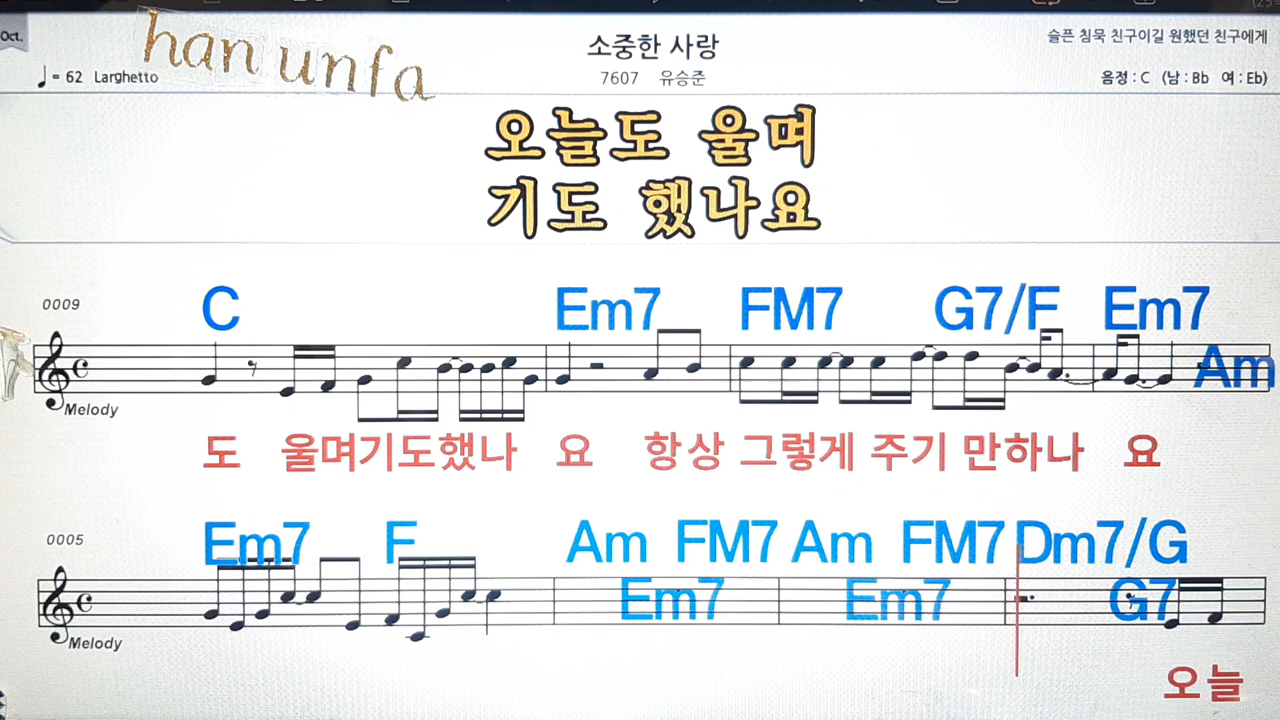 Oct.
han unfa
소중한 사랑
슬픈 침묵 친구이길 원했던 친구에게
♩= 62 Larghetto
7607 유승준
음정 : C (남 : Bb 여 : Eb)
오늘도 울며
기도 했나요
0009
C Em7 FM7 G7/F Em7
Am
Melody
도 울며기도했나 요 항상 그렇게 주기 만하나 요
0005
Em7 F Am FM7 Am FM7 Dm7/G
Em7 Em7 G7
Melody
오늘